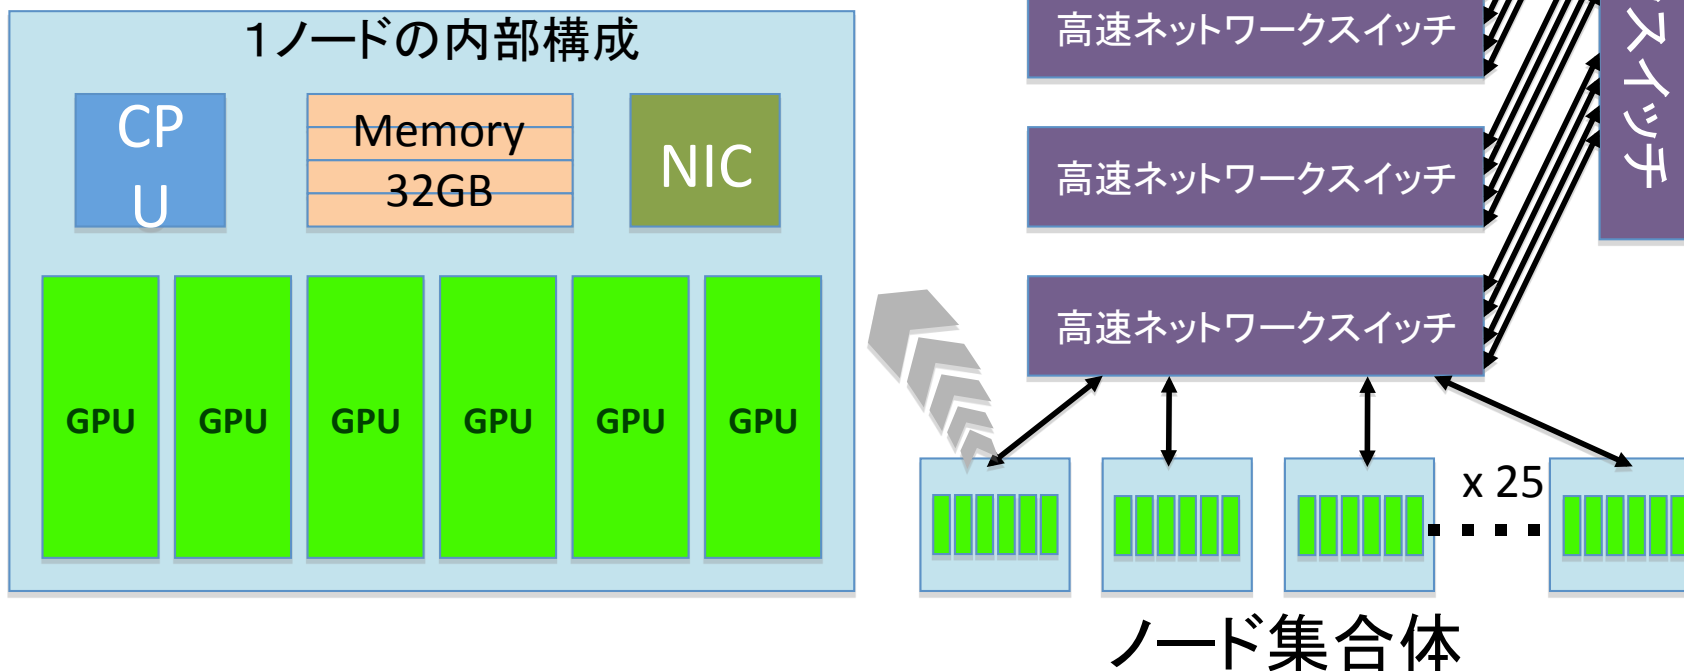 １ノードの内部構成
CP
U
Memory
32GB
NIC
GPU
GPU
GPU
GPU
GPU
GPU
高速ネットワークスイッチ
高速ネットワークスイッチ
高速ネットワークスイッチ
スイッチ
x 25
ノード集合体